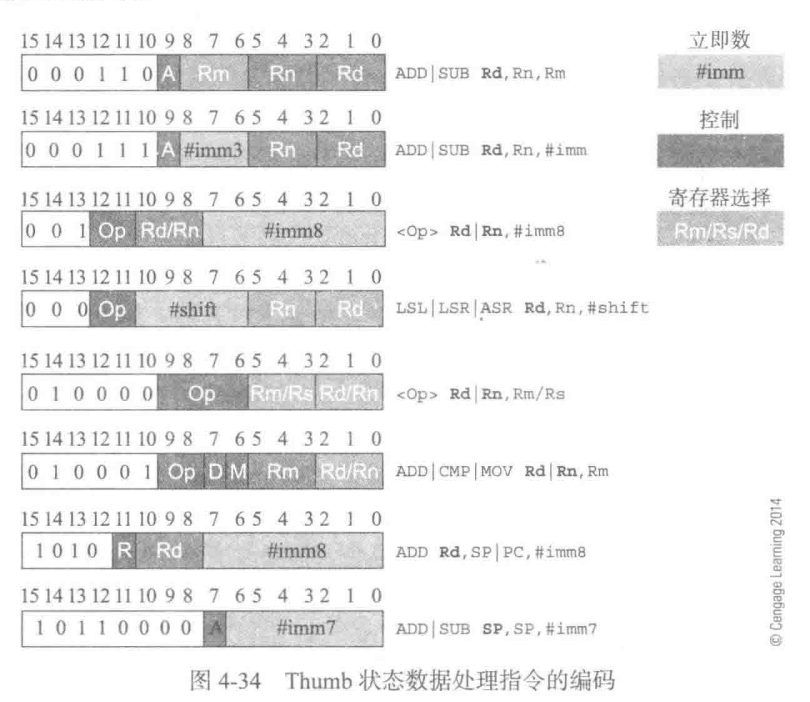 15 14 13 12 11 10 9 8 7 6 5 4 3 2 1 0
立即数
0 0 0 1 1 0 A Rm Rn Rd ADD|SUB Rd,Rn,Rm
#imm
15 14 13 12 11 10 9 8 7 6 5 4 3 2 1 0
控制
0 0 0 1 1 1 A #imm3 Rn Rd ADD|SUB Rd,Rn,#imm
15 14 13 12 11 10 9 8 7 6 5 4 3 2 1 0
寄存器选择
0 0 1 Op Rd/Rn #imm8 <Op> Rd|Rn,#imm8
Rm/Rs/Rd
15 14 13 12 11 10 9 8 7 6 5 4 3 2 1 0
0 0 0 Op #shift Rn Rd LSL|LSR|ASR Rd,Rn,#shift
15 14 13 12 11 10 9 8 7 6 5 4 3 2 1 0
0 1 0 0 0 0 Op Rm/Rs Rd/Rn <Op> Rd|Rn,Rm/Rs
15 14 13 12 11 10 9 8 7 6 5 4 3 2 1 0
0 1 0 0 0 1 Op D M Rm Rd/Rn ADD|CMP|MOV Rd|Rn,Rm
15 14 13 12 11 10 9 8 7 6 5 4 3 2 1 0
1 0 1 0 R Rd #imm8 ADD Rd,SP|PC,#imm8
15 14 13 12 11 10 9 8 7 6 5 4 3 2 1 0
1 0 1 1 0 0 0 0 A #imm7 ADD|SUB SP,SP,#imm7
© Cengage Learning 2014
图 4-34 Thumb 状态数据处理指令的编码